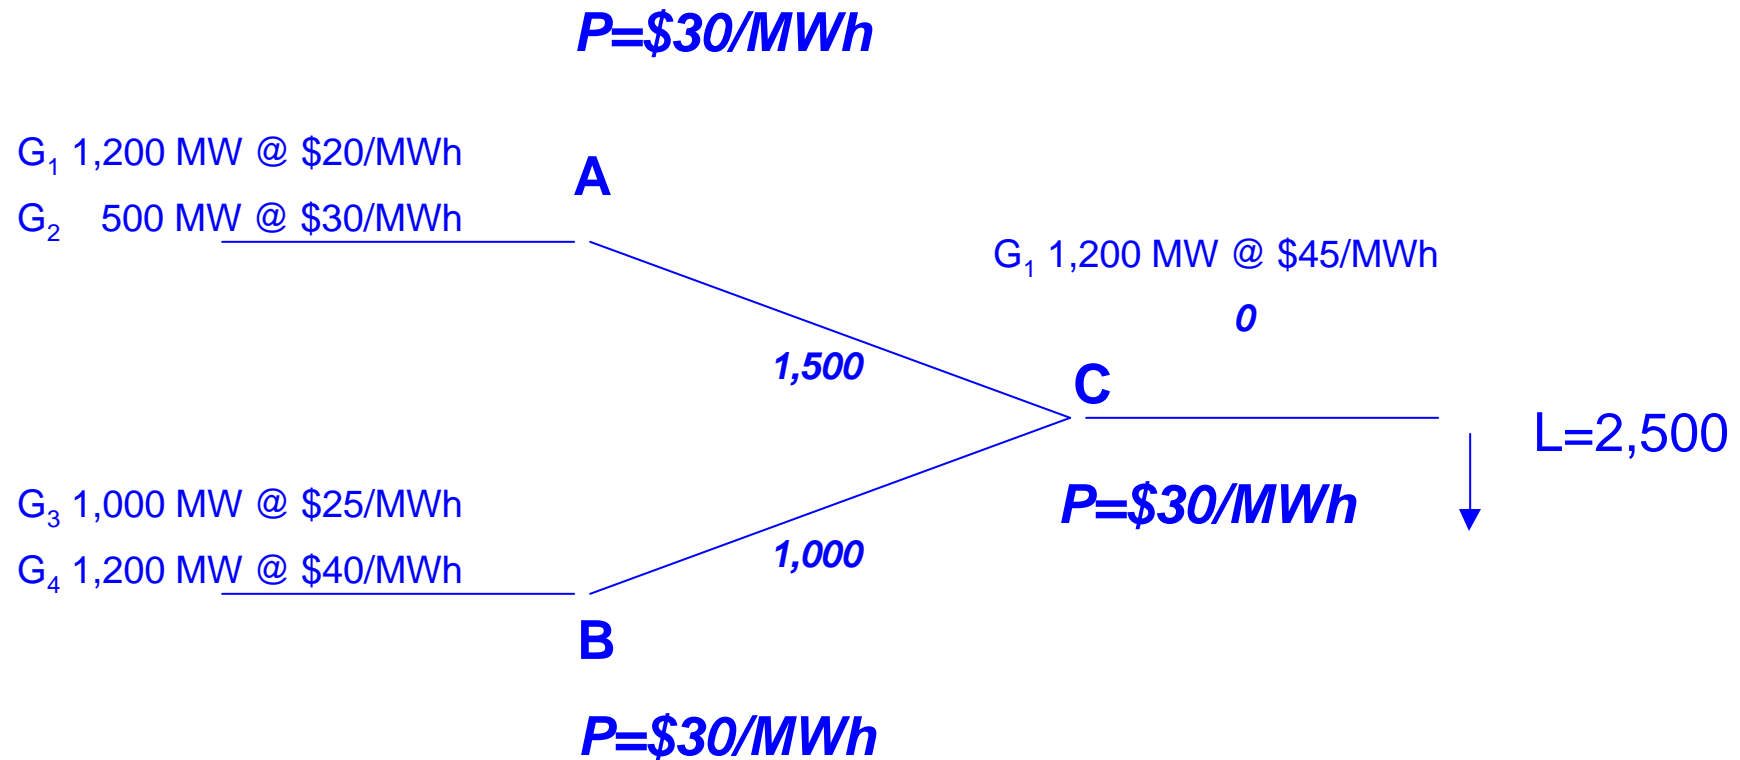 P=$30/MWh
G₁ 1,200 MW @ $20/MWh
A
G₂ 500 MW @ $30/MWh
G₁ 1,200 MW @ $45/MWh
0
1,500
C
L=2,500
G₃ 1,000 MW @ $25/MWh
P=$30/MWh
1,000
G₄ 1,200 MW @ $40/MWh
B
P=$30/MWh